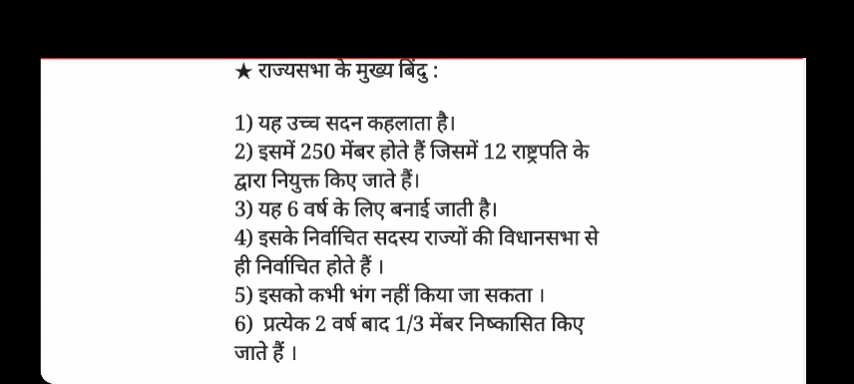 ★ राज्यसभा के मुख्य बिंदु :
1) यह उच्च सदन कहलाता है।
2) इसमें 250 मेंबर होते हैं जिसमें 12 राष्ट्रपति के
द्वारा नियुक्त किए जाते हैं।
3) यह 6 वर्ष के लिए बनाई जाती है।
4) इसके निर्वाचित सदस्य राज्यों की विधानसभा से
ही निर्वाचित होते हैं ।
5) इसको कभी भंग नहीं किया जा सकता ।
6) प्रत्येक 2 वर्ष बाद 1/3 मेंबर निष्कासित किए
जाते हैं ।